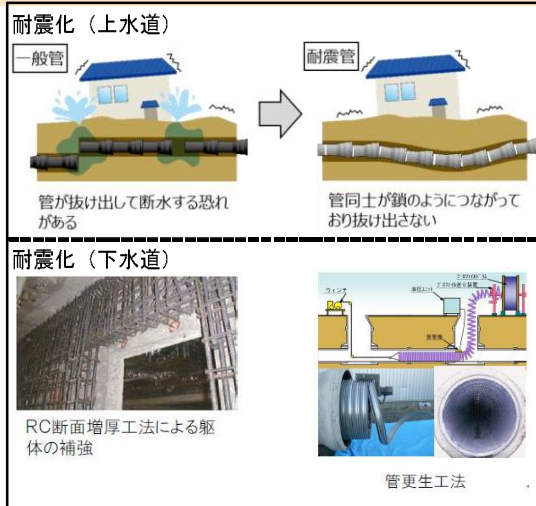 耐震化（上水道）
一般管
耐震管
管が抜け出して断水する恐れ
がある
管同士が鎖のようにつながって
おり抜け出さない
耐震化（下水道）
ウィンチ
RC断面増厚工法による躯
体の補強
管更生工法